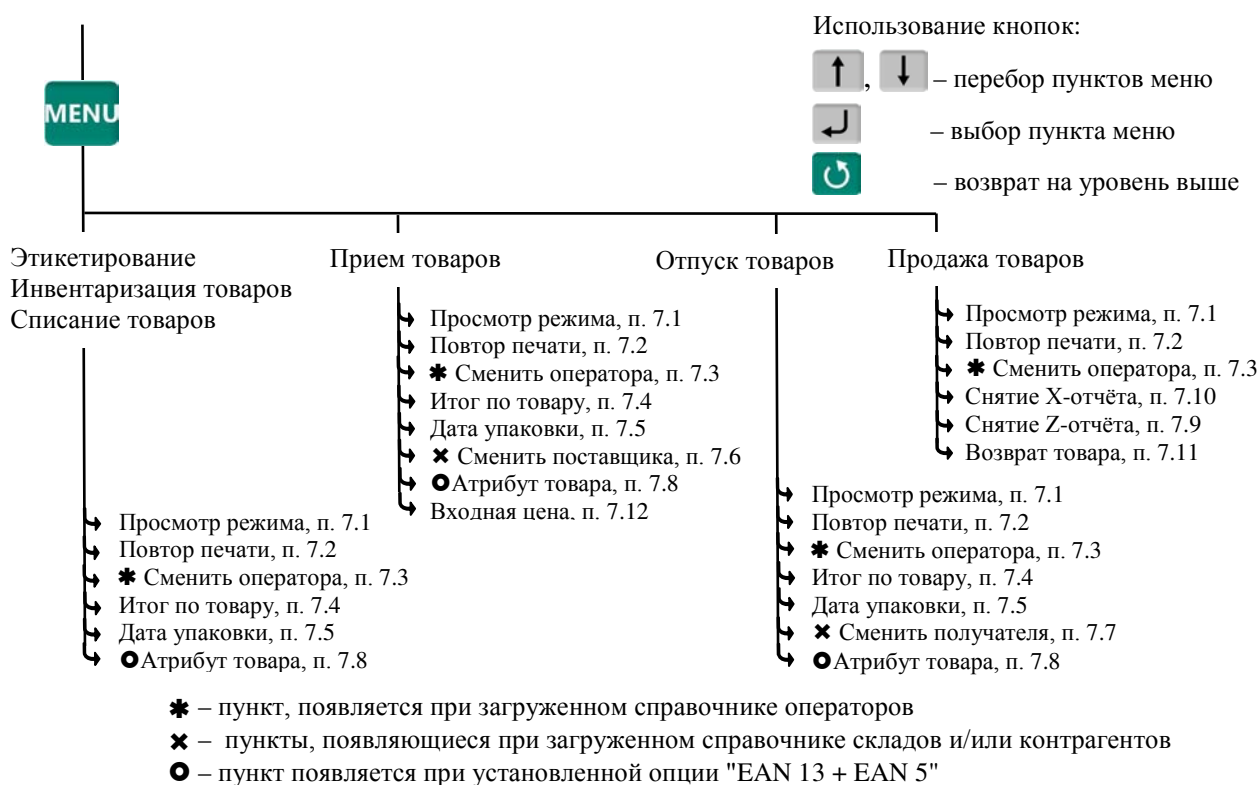 Использование кнопок:
, – перебор пунктов меню
MENU
– выбор пункта меню
– возврат на уровень выше
Этикетирование
Инвентаризация товаров
Списание товаров
Просмотр режима, п. 7.1
Повтор печати, п. 7.2
✱ Сменить оператора, п. 7.3
Итог по товару, п. 7.4
Дата упаковки, п. 7.5
Атрибут товара, п. 7.8
Прием товаров
Просмотр режима, п. 7.1
Повтор печати, п. 7.2
✱ Сменить оператора, п. 7.3
Итог по товару, п. 7.4
Дата упаковки, п. 7.5
✖ Сменить поставщика, п. 7.6
Атрибут товара, п. 7.8
Входная цена, п. 7.12
Отпуск товаров
Просмотр режима, п. 7.1
Повтор печати, п. 7.2
✱ Сменить оператора, п. 7.3
Итог по товару, п. 7.4
Дата упаковки, п. 7.5
✖ Сменить получателя, п. 7.7
Атрибут товара, п. 7.8
Продажа товаров
Просмотр режима, п. 7.1
Повтор печати, п. 7.2
✱ Сменить оператора, п. 7.3
Снятие X-отчёта, п. 7.10
Снятие Z-отчёта, п. 7.9
Возврат товара, п. 7.11
✱ – пункт, появляется при загруженном справочнике операторов
✖ – пункты, появляющиеся при загруженном справочнике складов и/или контрагентов
– пункт появляется при установленной опции "EAN 13 + EAN 5"